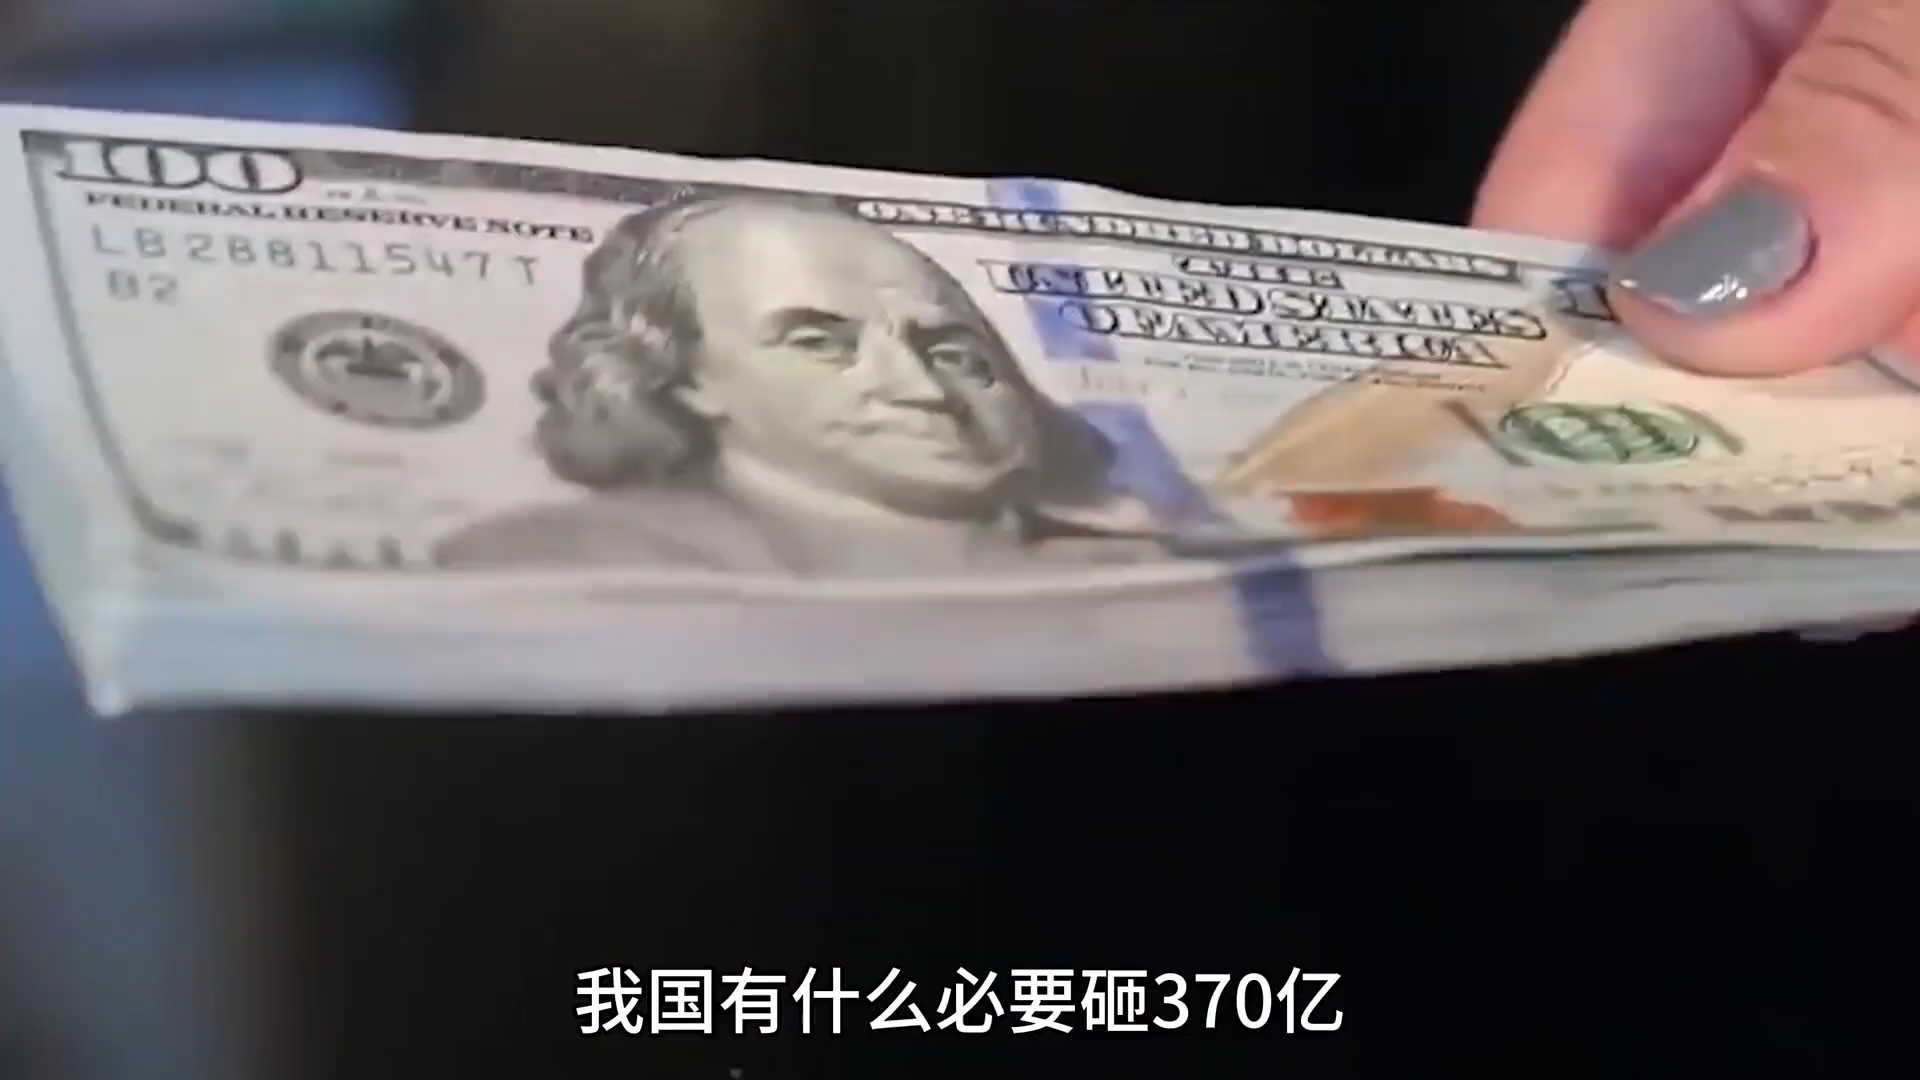 100
FEDERAL RESERVE NOTE
LB 28811547 T
B2
ONE HUNDRED DOLLARS
UNITED STATES
OF AMERICA
我国有什么必要砸370亿